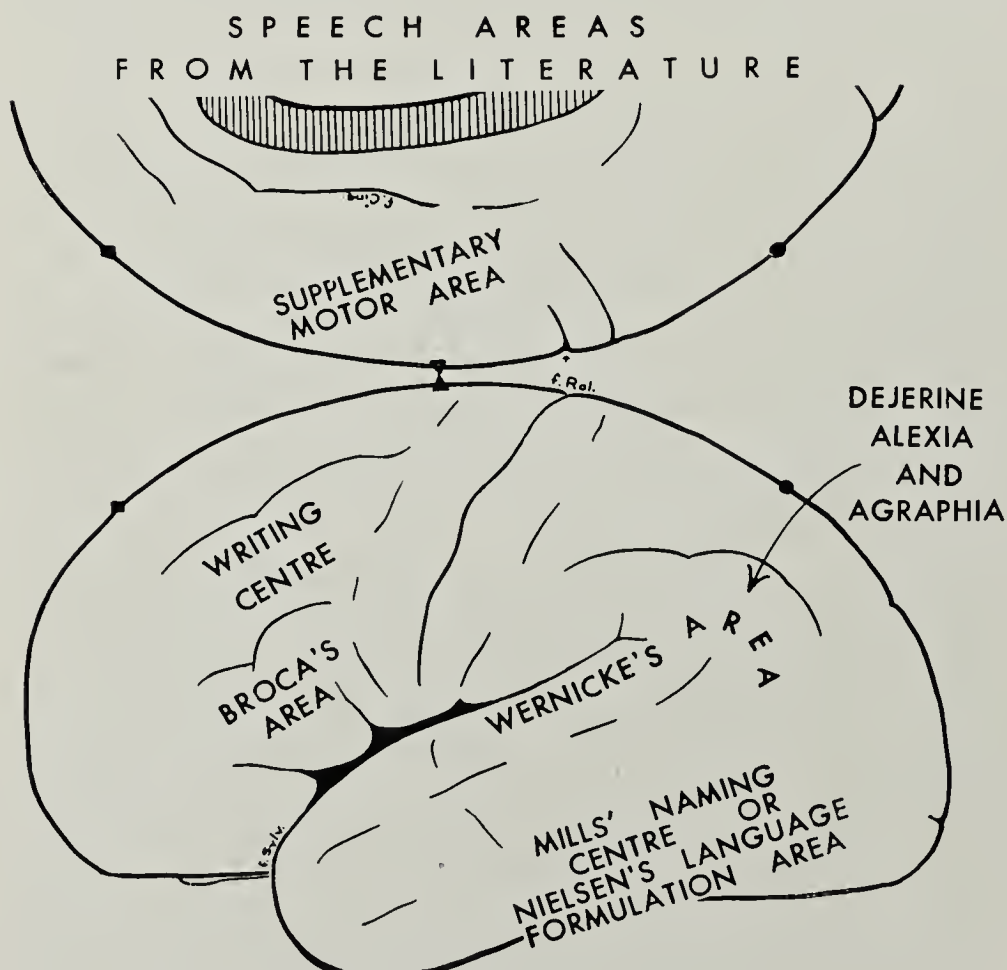 SPEECH AREAS
FROM THE LITERATURE
f. Cing.
SUPPLEMENTARY
MOTOR AREA
f. Rol.
DEJERINE
ALEXIA
AND
AGRAPHIA
WRITING
CENTRE
BROCA'S
AREA
WERNICKE'S AREA
f. Sylv.
MILLS' NAMING
CENTRE OR
NIELSEN'S LANGUAGE
FORMULATION AREA